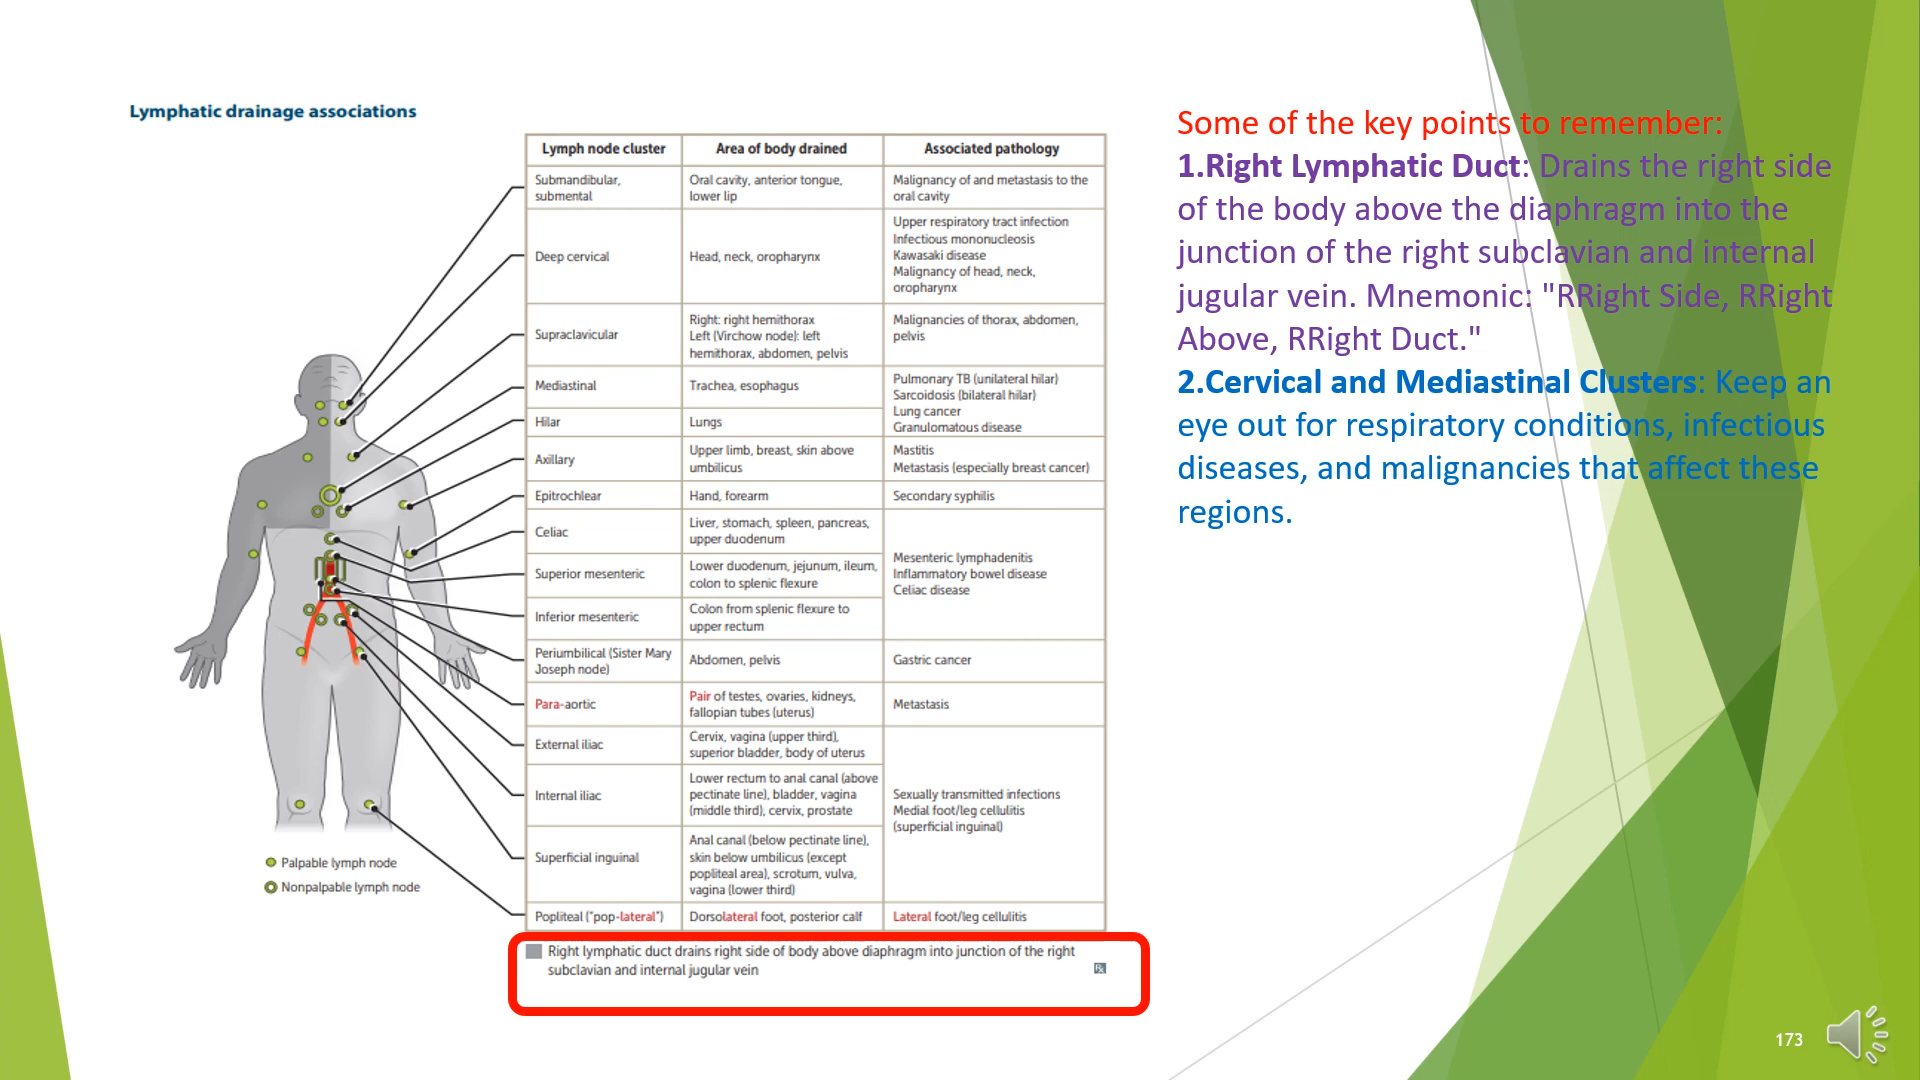 Lymphatic drainage associations
Lymph node cluster
Area of body drained
Associated pathology
Submandibular,
submental
Oral cavity, anterior tongue,
lower lip
Malignancy of and metastasis to the
oral cavity
Deep cervical
Head, neck, oropharynx
Upper respiratory tract infection
Infectious mononucleosis
Kawasaki disease
Malignancy of head, neck,
oropharynx
Supraclavicular
Right: right hemithorax
Left (Virchow node): left
hemithorax, abdomen, pelvis
Malignancies of thorax, abdomen,
pelvis
Mediastinal
Trachea, esophagus
Pulmonary TB (unilateral hilar)
Sarcoidosis (bilateral hilar)
Lung cancer
Granulomatous disease
Hilar
Lungs
Axillary
Upper limb, breast, skin above
umbilicus
Mastitis
Metastasis (especially breast cancer)
Epitrochlear
Hand, forearm
Secondary syphilis
Celiac
Liver, stomach, spleen, pancreas,
upper duodenum
Mesenteric lymphadenitis
Inflammatory bowel disease
Celiac disease
Superior mesenteric
Lower duodenum, jejunum, ileum,
colon to splenic flexure
Inferior mesenteric
Colon from splenic flexure to
upper rectum
Periumbilical (Sister Mary
Joseph node)
Abdomen, pelvis
Gastric cancer
Para-aortic
Pair of testes, ovaries, kidneys,
fallopian tubes (uterus)
Metastasis
External iliac
Cervix, vagina (upper third),
superior bladder, body of uterus
Sexually transmitted infections
Medial foot/leg cellulitis
(superficial inguinal)
Internal iliac
Lower rectum to anal canal (above
pectinate line), bladder, vagina
(middle third), cervix, prostate
Superficial inguinal
Anal canal (below pectinate line),
skin below umbilicus (except
popliteal area), scrotum, vulva,
vagina (lower third)
Popliteal ("pop-lateral")
Dorsolateral foot, posterior calf
Lateral foot/leg cellulitis
Palpable lymph node
Nonpalpable lymph node
Right lymphatic duct drains right side of body above diaphragm into junction of the right
subclavian and internal jugular vein
Rx
Some of the key points to remember:
1.Right Lymphatic Duct: Drains the right side
of the body above the diaphragm into the
junction of the right subclavian and internal
jugular vein. Mnemonic: "RRight Side, RRight
Above, RRight Duct."
2.Cervical and Mediastinal Clusters: Keep an
eye out for respiratory conditions, infectious
diseases, and malignancies that affect these
regions.
173